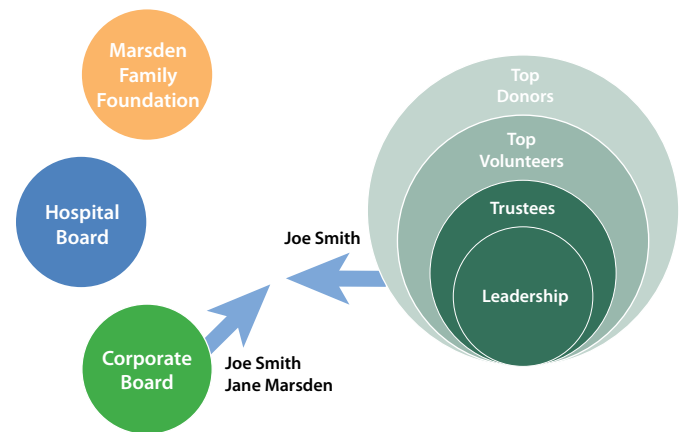 Marsden
Family
Foundation
Hospital
Board
Corporate
Board
Joe Smith
Jane Marsden
Joe Smith
Top
Donors
Top
Volunteers
Trustees
Leadership